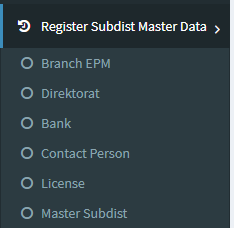 Register Subdist Master Data
Branch EPM
Direktorat
Bank
Contact Person
License
Master Subdist